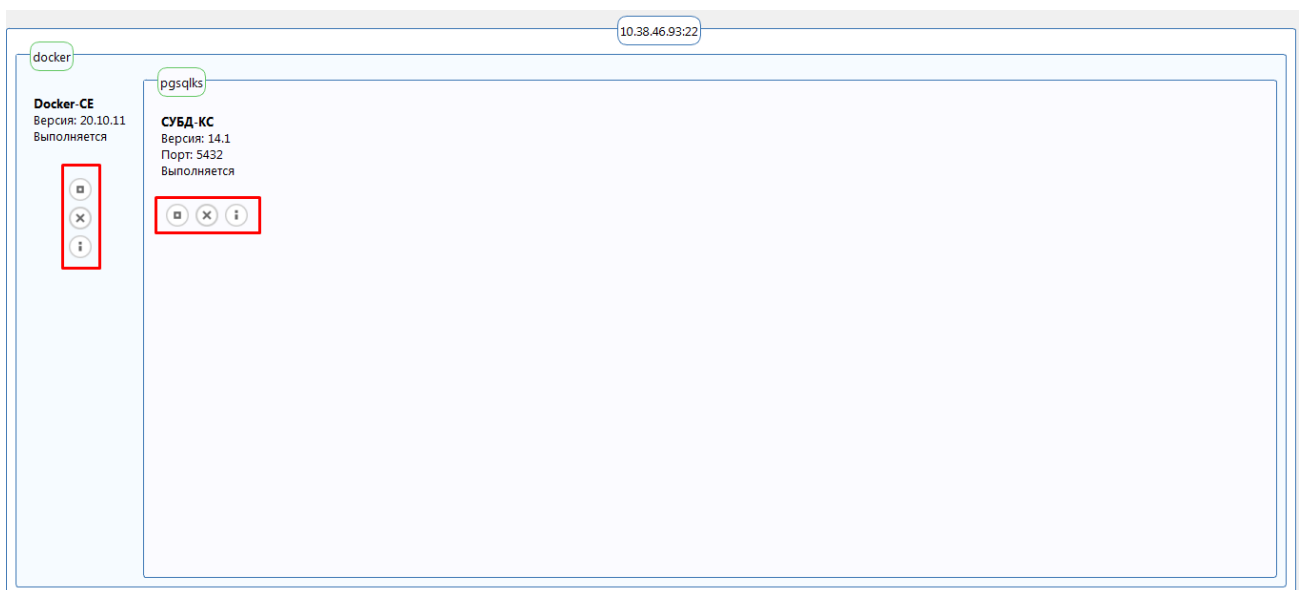 10.38.46.93:22
docker
Docker-CE
Версия: 20.10.11
Выполняется
pgsqlks
СУБД-КС
Версия: 14.1
Порт: 5432
Выполняется